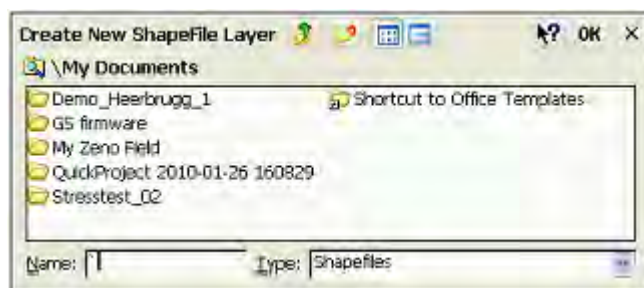 Create New ShapeFile Layer ? OK ×
\My Documents
Demo_Heerbrugg_1 Shortcut to Office Templates
GS firmware
My Zeno Field
QuickProject 2010-01-26 160829
Stresstest_02
Name: Type: Shapefiles